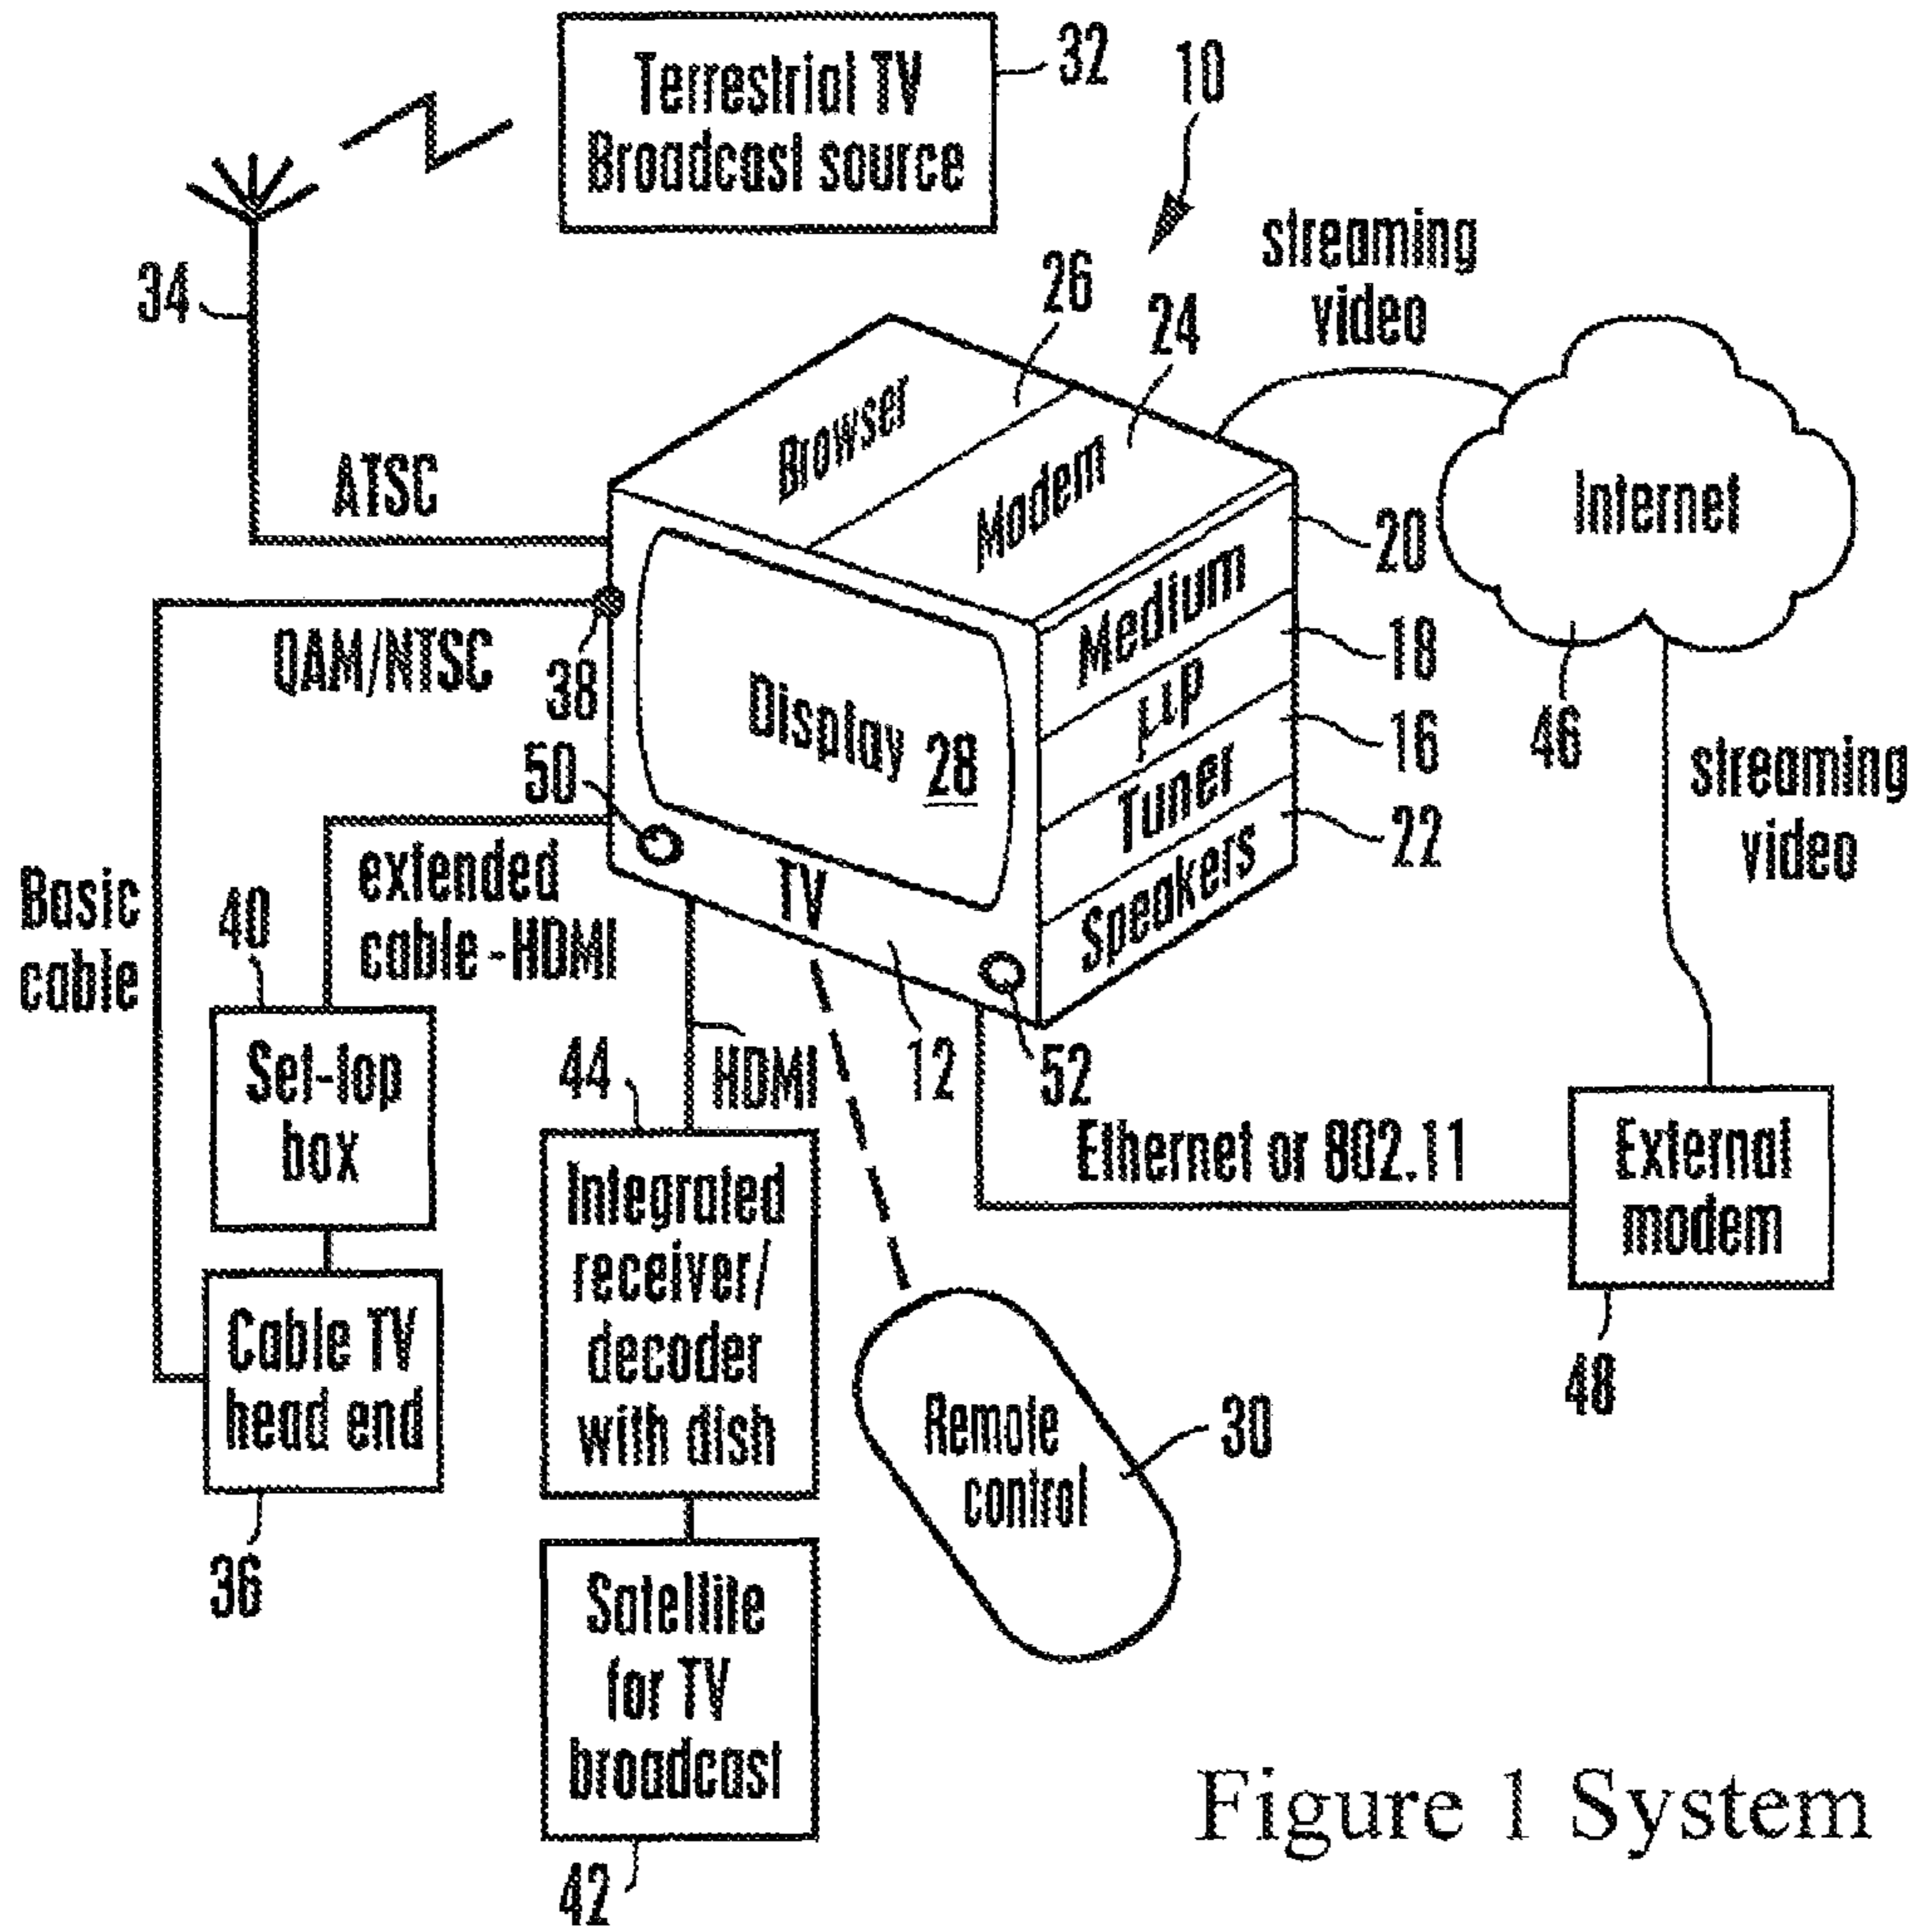 Terrestrial TV
Broadcast source
32
10
34
26
24
streaming
video
Browser
Modem
ATSC
Internet
20
Medium
QAM/NTSC
38
18
µP
Display 28
16
46
50
Tuner
22
streaming
video
TV
Speakers
Basic
cable
extended
cable-HDMI
40
12
52
HDMI
44
Set-top
box
Ethernet or 802.11
External
modem
Integrated
receiver/
decoder
with dish
Cable TV
head end
48
Remote
control
30
36
Satellite
for TV
broadcast
42
Figure 1 System